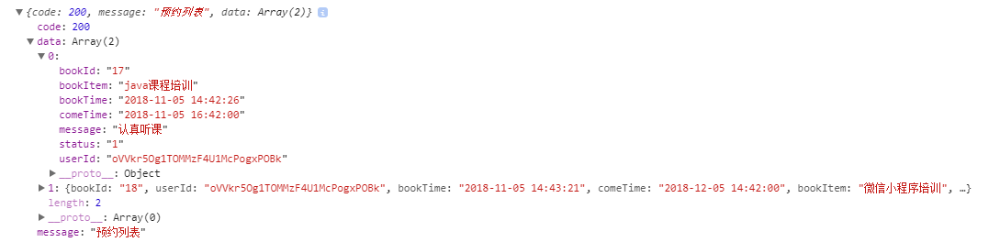 ▼{code: 200, message: "预约列表", data: Array(2)} i
code: 200
▼data: Array(2)
▼0:
bookId: "17"
bookItem: "java课程培训"
bookTime: "2018-11-05 14:42:26"
comeTime: "2018-11-05 16:42:00"
message: "认真听课"
status: "1"
userId: "oVVkr5Og1TOMMzF4U1McPogxPOBk"
▶__proto__: Object
▶1: {bookId: "18", userId: "oVVkr5Og1TOMMzF4U1McPogxPOBk", bookTime: "2018-11-05 14:43:21", comeTime: "2018-12-05 14:42:00", bookItem: "微信小程序培训", …}
length: 2
▶__proto__: Array(0)
message: "预约列表"